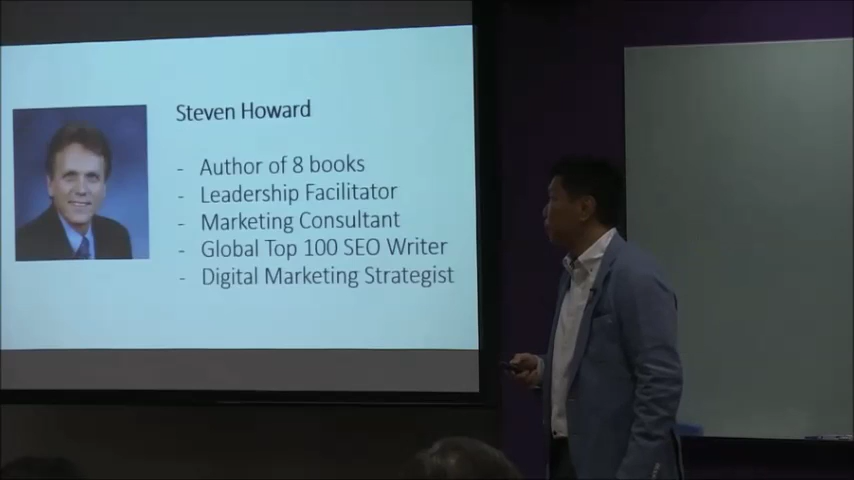 Steven Howard
- Author of 8 books
- Leadership Facilitator
- Marketing Consultant
- Global Top 100 SEO Writer
- Digital Marketing Strategist